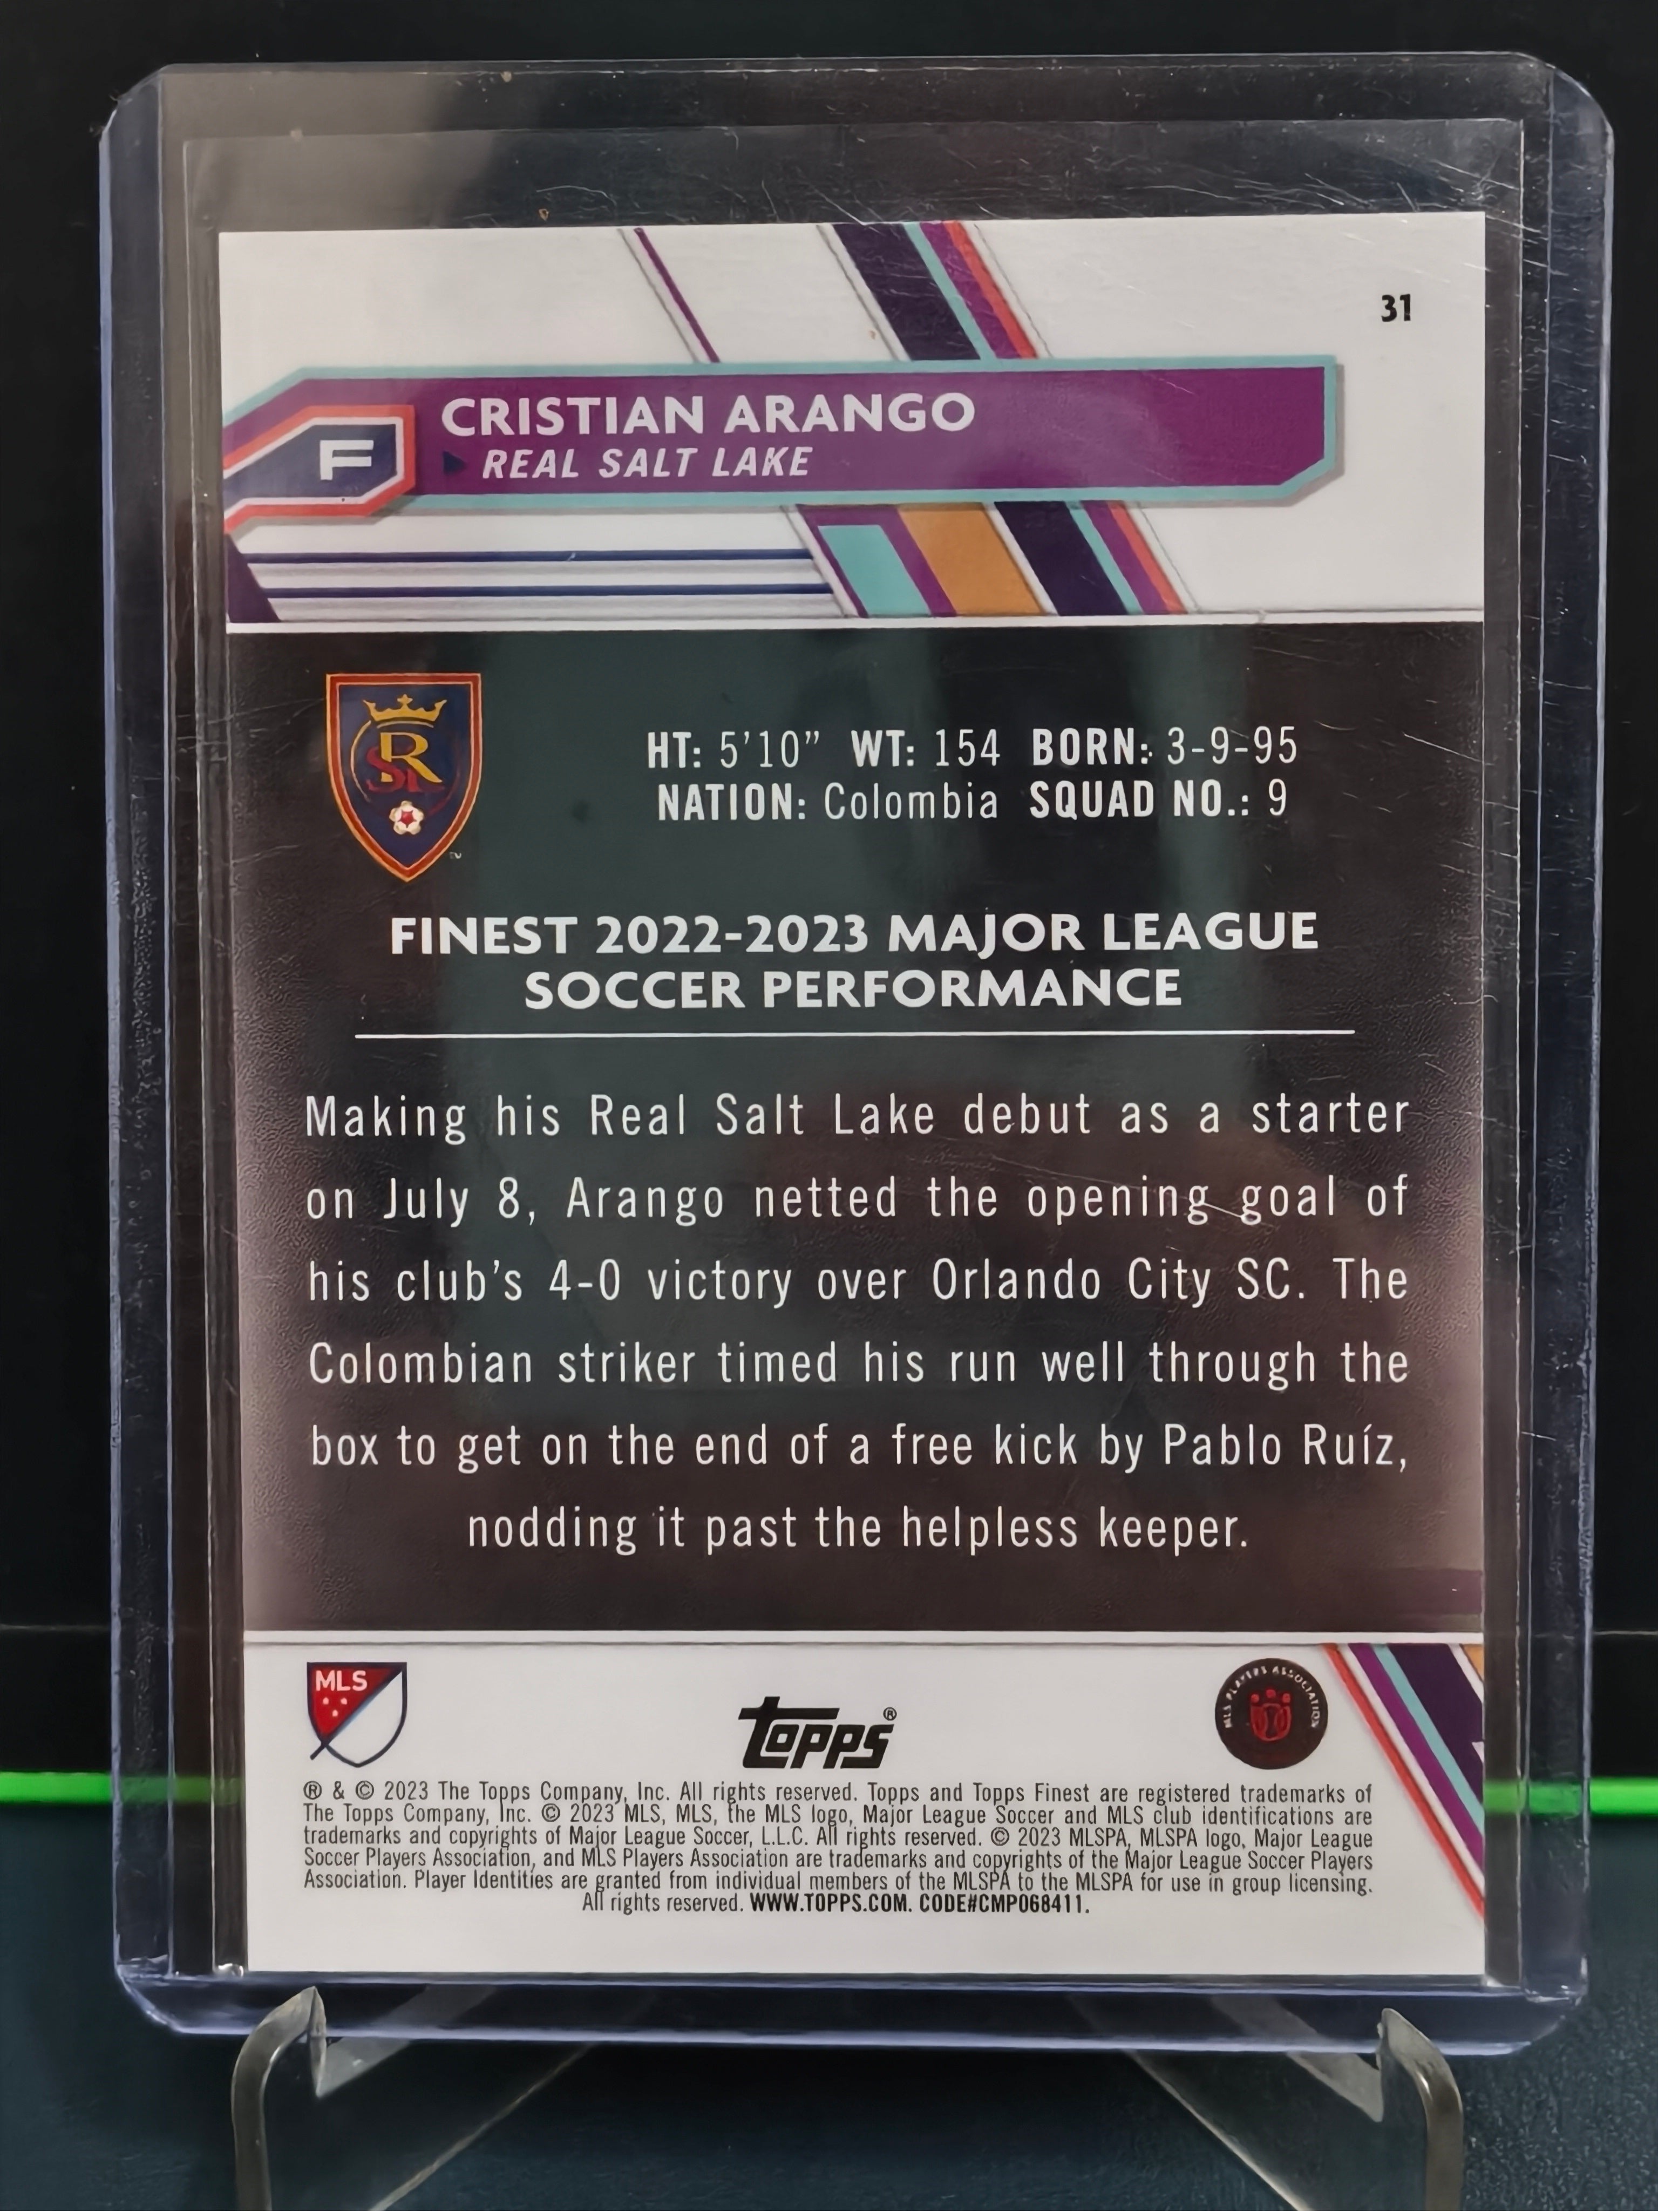 31
CRISTIAN ARANGO
F
REAL SALT LAKE
RSL
TM
HT: 5'10” WT: 154 BORN: 3-9-95
NATION: Colombia SQUAD NO.: 9
FINEST 2022-2023 MAJOR LEAGUE
SOCCER PERFORMANCE
Making his Real Salt Lake debut as a starter
on July 8, Arango netted the opening goal of
his club's 4-0 victory over Orlando City SC. The
Colombian striker timed his run well through the
box to get on the end of a free kick by Pablo Ruíz,
nodding it past the helpless keeper.
MLS
topps®
MLS PLAYERS ASSOCIATION
® & © 2023 The Topps Company, Inc. All rights reserved. Topps and Topps Finest are registered trademarks of
The Topps Company, Inc. © 2023 MLS, MLS, the MLS logo, Major League Soccer and MLS club identifications are
trademarks and copyrights of Major League Soccer, L.L.C. All rights reserved. © 2023 MLSPA, MLSPA logo, Major League
Soccer Players Association, and MLS Players Association are trademarks and copyrights of the Major League Soccer Players
Association. Player Identities are granted from individual members of the MLSPA to the MLSPA for use in group licensing.
All rights reserved. WWW.TOPPS.COM. CODE#CMP068411.